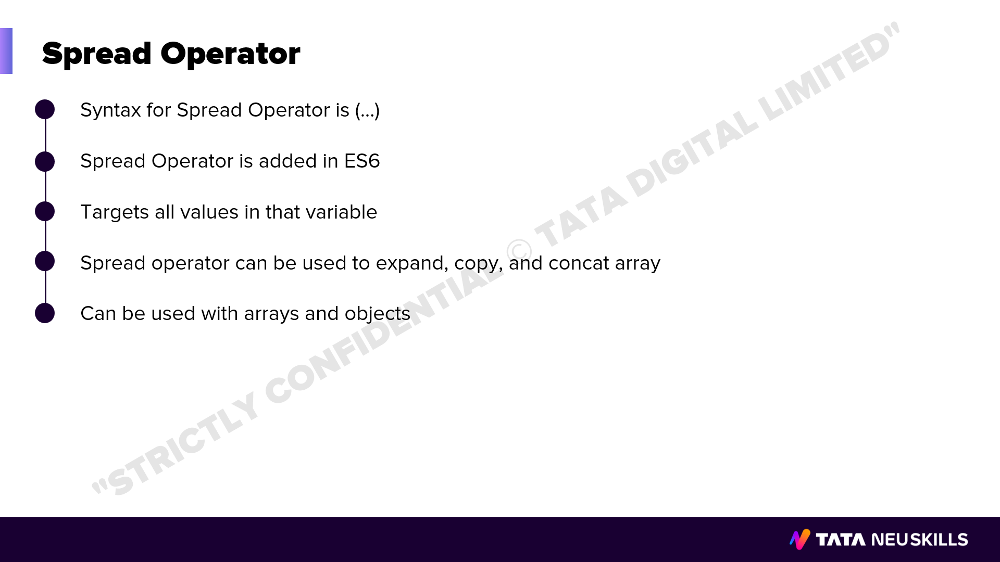 Spread Operator
Syntax for Spread Operator is (...)
Spread Operator is added in ES6
Targets all values in that variable
Spread operator can be used to expand, copy, and concat array
Can be used with arrays and objects
"STRICTLY CONFIDENTIAL © TATA DIGITAL LIMITED"
TATA NEUSKILLS